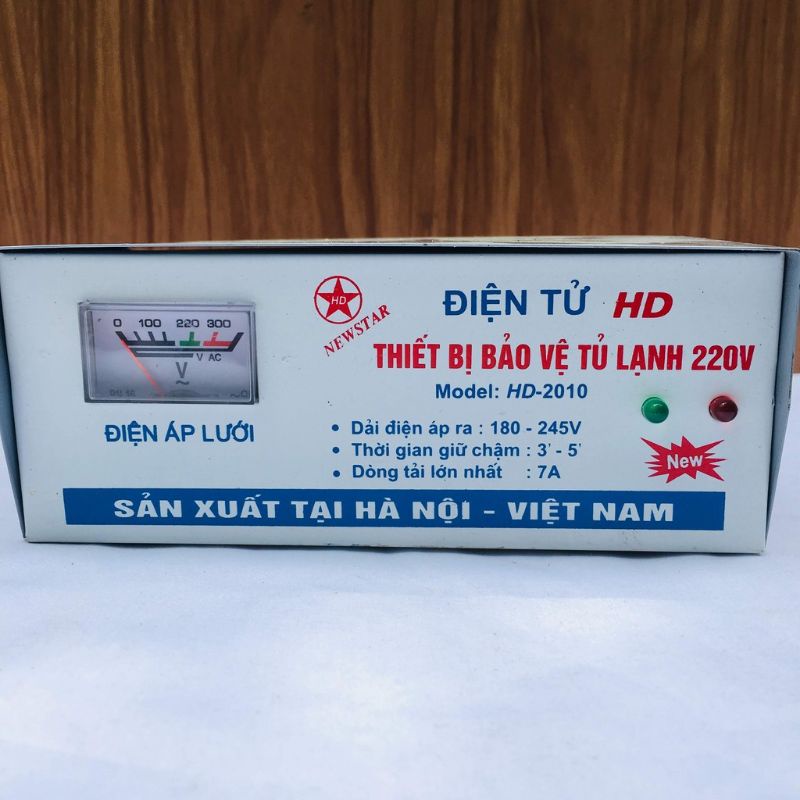 HD
NEWSTAR
ĐIỆN TỬ HD
THIẾT BỊ BẢO VỆ TỦ LẠNH 220V
Model: HD-2010
0 100 220 300
V AC
V
~
ĐIỆN ÁP LƯỚI
• Dải điện áp ra : 180 - 245V
• Thời gian giữ chậm : 3' - 5'
• Dòng tải lớn nhất : 7A
New
SẢN XUẤT TẠI HÀ NỘI - VIỆT NAM